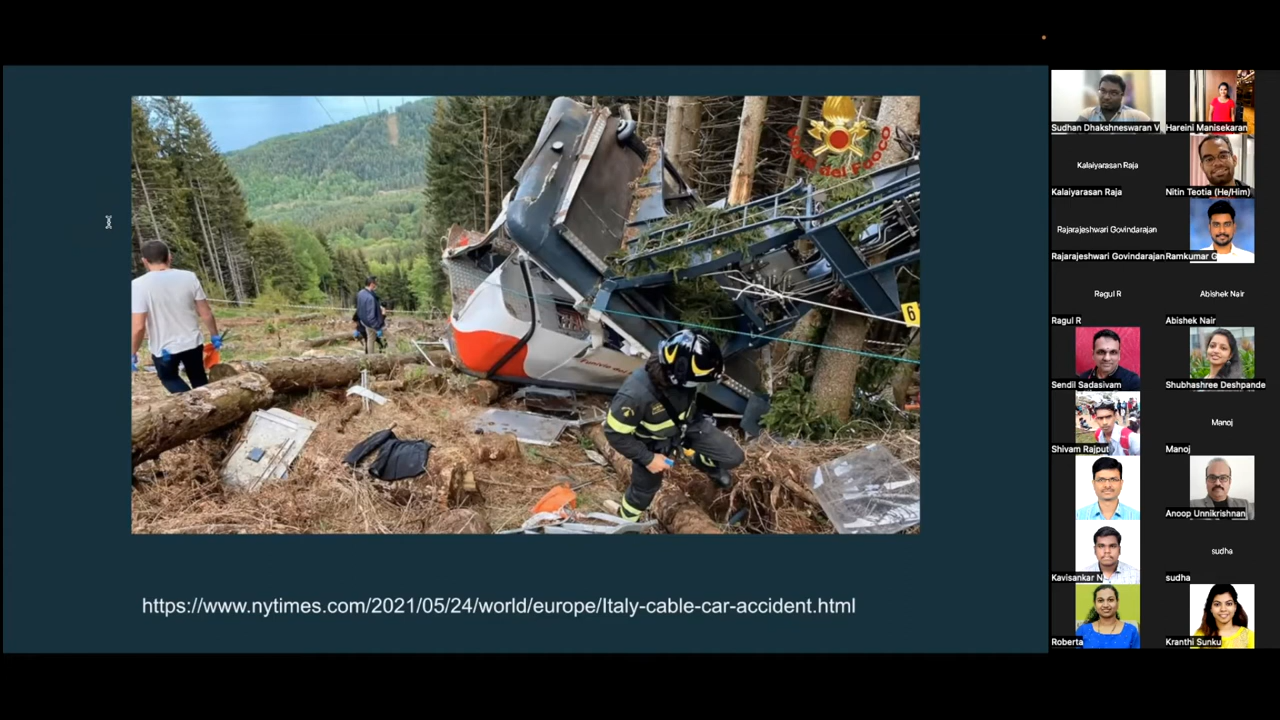 Vigili del Fuoco
6
https://www.nytimes.com/2021/05/24/world/europe/Italy-cable-car-accident.html
Sudhan Dhakshneswaran V
Hareini Manisekaran
Kalaiyarasan Raja
Kalaiyarasan Raja
Nitin Teotia (He/Him)
Rajarajeshwari Govindarajan
Rajarajeshwari Govindarajan
Ramkumar G
Ragul R
Abishek Nair
Ragul R
Abishek Nair
Sendil Sadasivam
Shubhashree Deshpande
Manoj
Shivam Rajput
Manoj
Anoop Unnikrishnan
sudha
Kavisankar N
sudha
Roberta
Kranthi Sunku